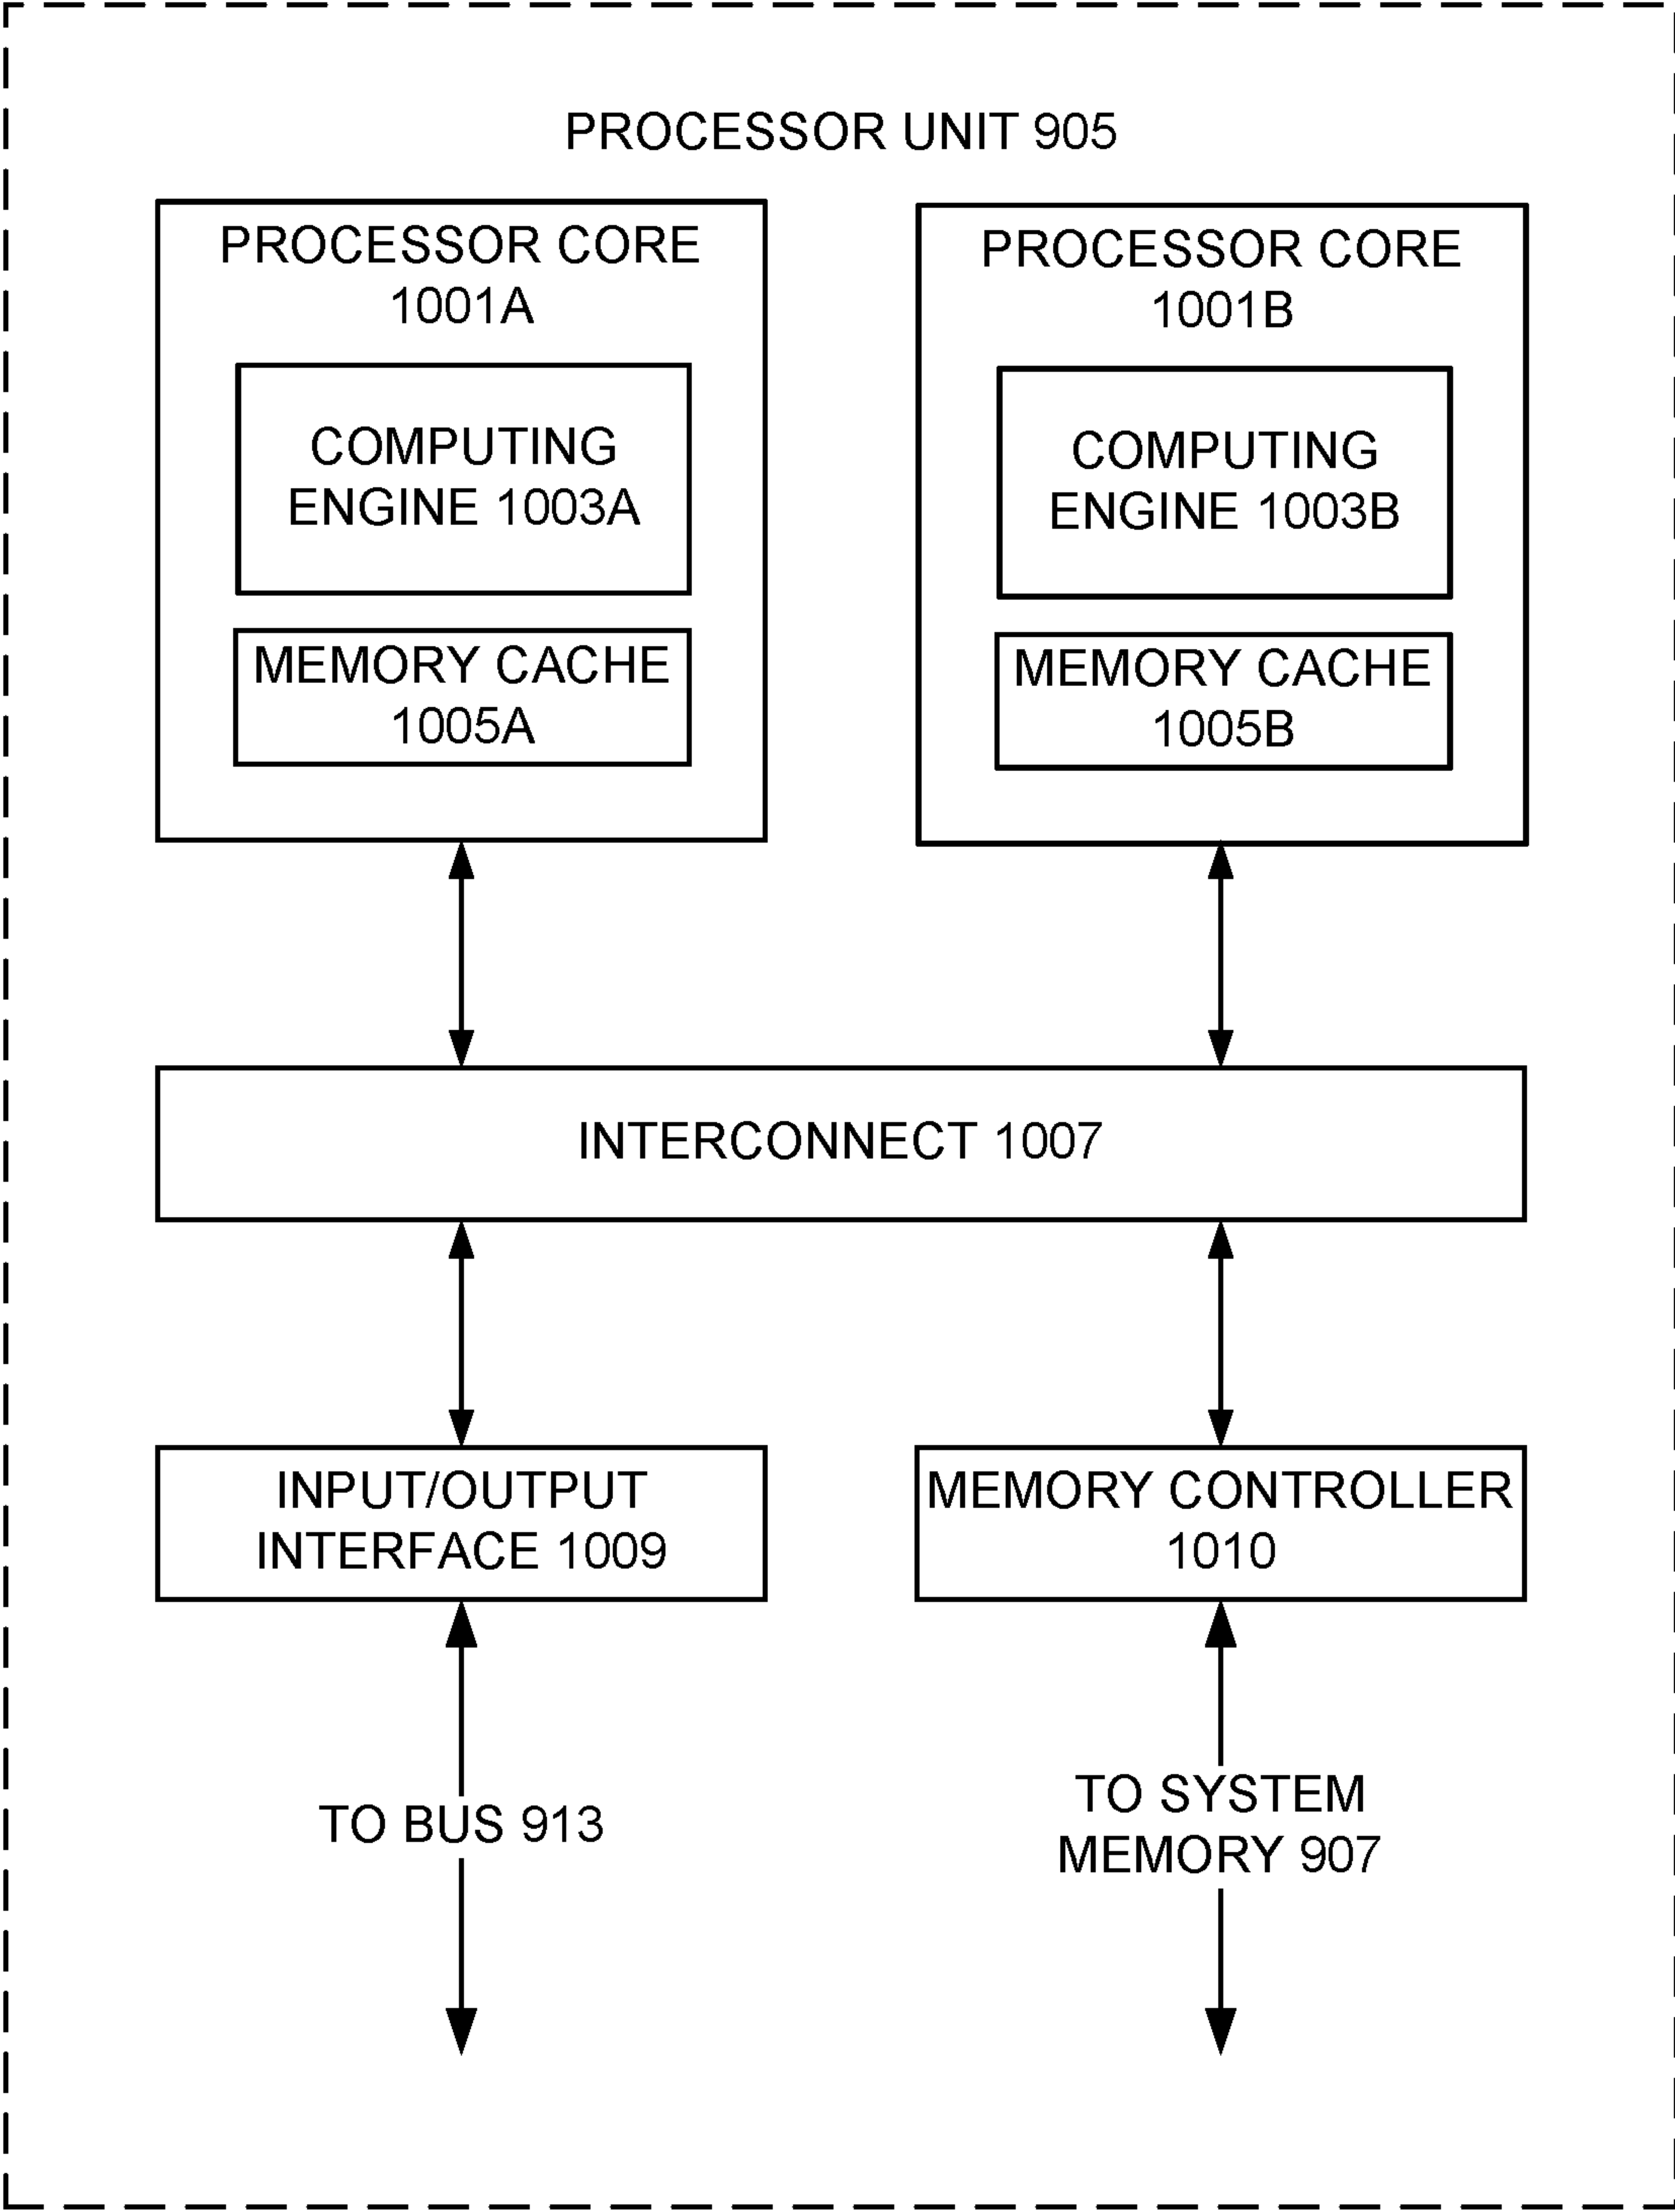 PROCESSOR UNIT 905
PROCESSOR CORE
1001A
COMPUTING
ENGINE 1003A
MEMORY CACHE
1005A
PROCESSOR CORE
1001B
COMPUTING
ENGINE 1003B
MEMORY CACHE
1005B
INTERCONNECT 1007
INPUT/OUTPUT
INTERFACE 1009
MEMORY CONTROLLER
1010
TO BUS 913
TO SYSTEM
MEMORY 907